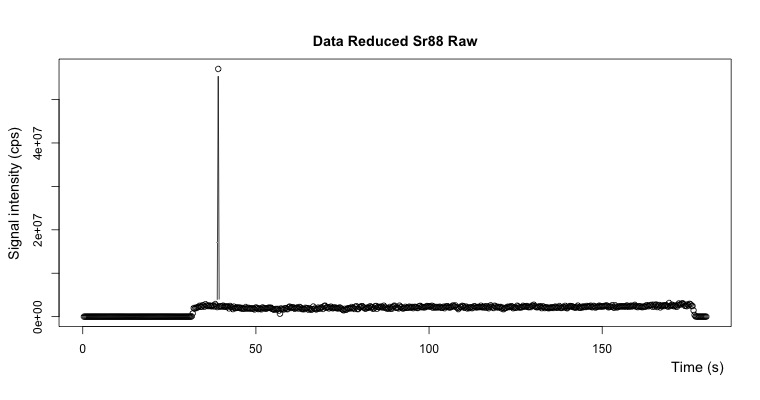 Data Reduced Sr88 Raw
Signal intensity (cps)
4e+07
2e+07
0e+00
0 50 100 150
Time (s)